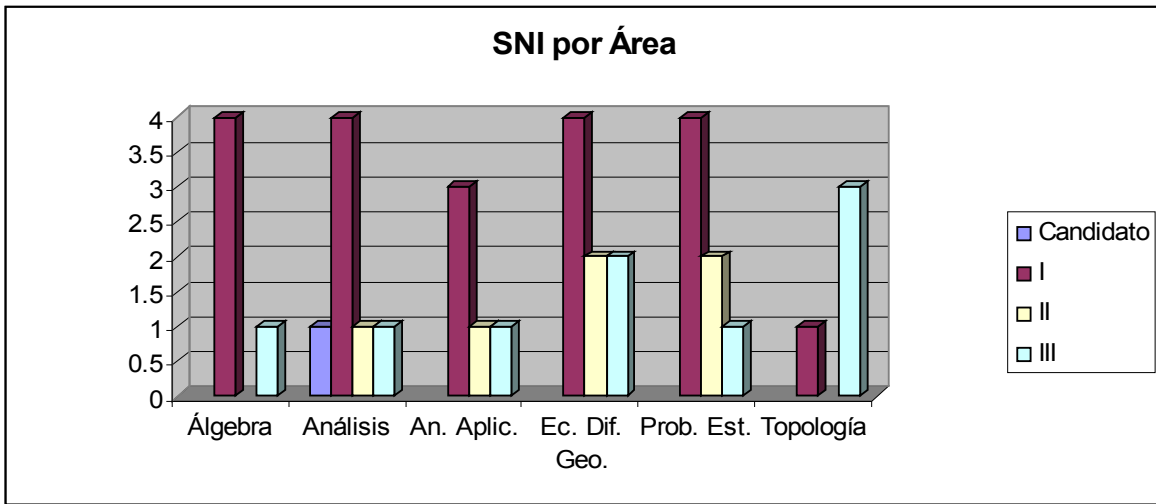 SNI por Área
4
3.5
3
2.5
2
1.5
1
0.5
0
Álgebra Análisis An. Aplic. Ec. Dif. Prob. Est. Topología
Geo.
Candidato
I
II
III